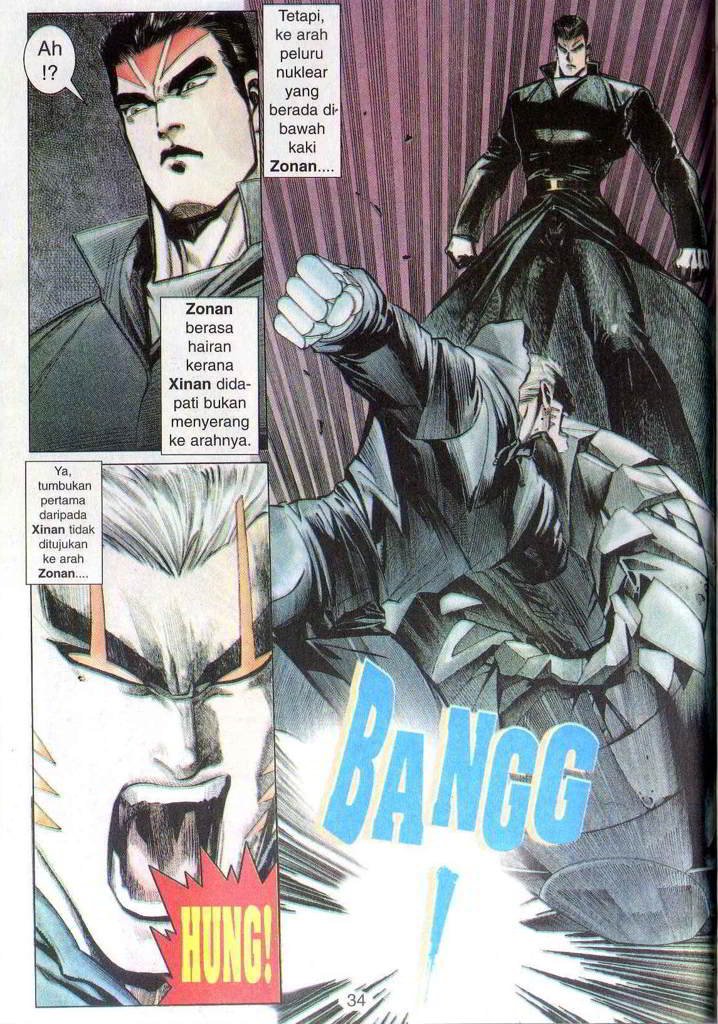 Ah
!?
Zonan
berasa
hairan
kerana
Xinan dida-
pati bukan
menyerang
ke arahnya.
Ya,
tumbukan
pertama
daripada
Xinan tidak
ditujukan
ke arah
Zonan....
HUNG!
Tetapi,
ke arah
peluru
nuklear
yang
berada di-
bawah
kaki
Zonan....
BANGG
!
34